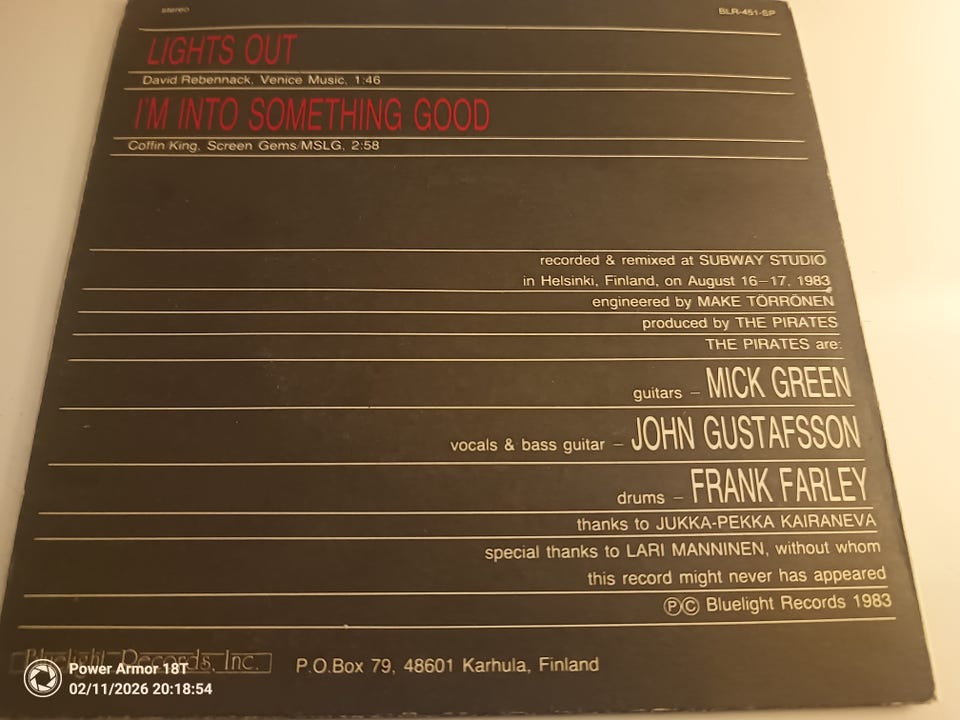 stereo BLR-451-SP
LIGHTS OUT
David Rebennack, Venice Music, 1:46
I'M INTO SOMETHING GOOD
Coffin/King, Screen Gems/MSLG, 2:58
recorded & remixed at SUBWAY STUDIO
in Helsinki, Finland, on August 16–17, 1983
engineered by MAKE TÖRRÖNEN
produced by THE PIRATES
THE PIRATES are:
guitars – MICK GREEN
vocals & bass guitar – JOHN GUSTAFSSON
drums – FRANK FARLEY
thanks to JUKKA-PEKKA KAIRANEVA
special thanks to LARI MANNINEN, without whom
this record might never has appeared
ⓅⒸ Bluelight Records 1983
Bluelight Records, Inc. P.O.Box 79, 48601 Karhula, Finland
Power Armor 18T
02/11/2026 20:18:54